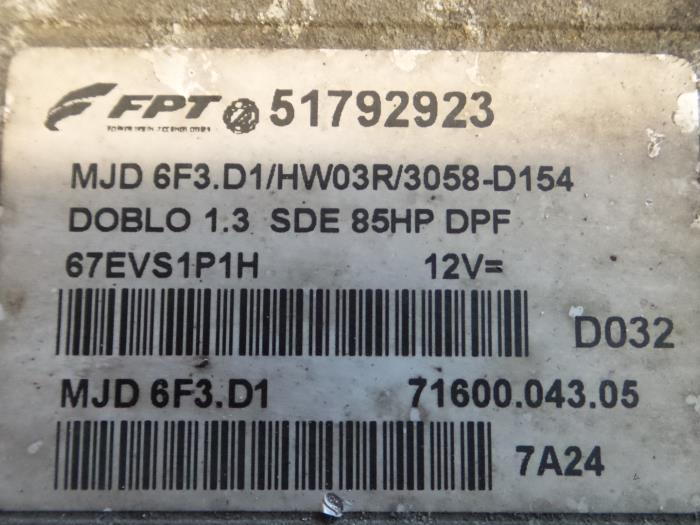 FPT 51792923
MJD 6F3.D1/HW03R/3058-D154
DOBLO 1.3 SDE 85HP DPF
67EVS1P1H 12V=
D032
MJD 6F3.D1 71600.043.05
7A24